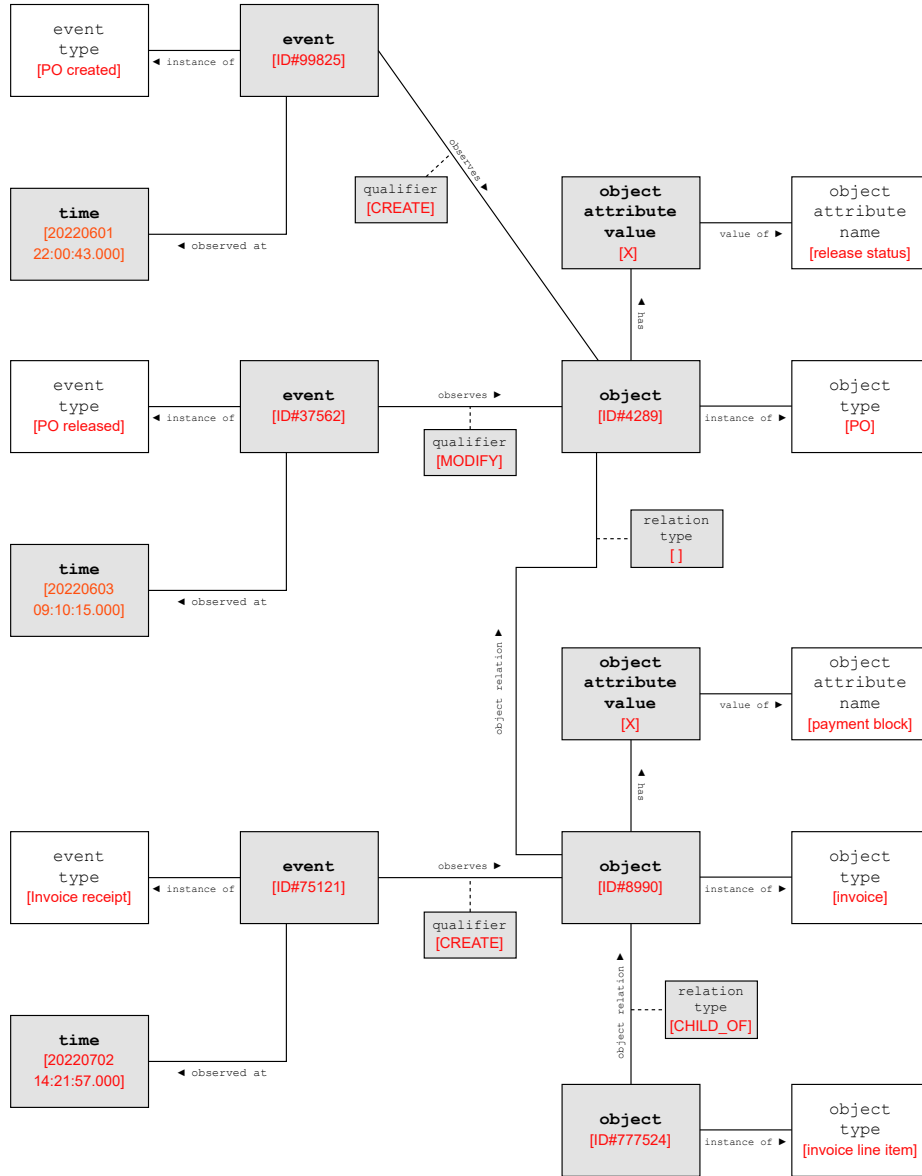 event
type
[PO created]
◄ instance of
event
[ID#99825]
observes ►
qualifier
[CREATE]
time
[20220601
22:00:43.000]
◄ observed at
object
attribute
value
[X]
value of ►
object
attribute
name
[release status]
has ►
event
type
[PO released]
◄ instance of
event
[ID#37562]
observes ►
qualifier
[MODIFY]
object
[ID#4289]
instance of ►
object
type
[PO]
relation
type
[ ]
time
[20220603
09:10:15.000]
◄ observed at
object relation ►
object
attribute
value
[X]
value of ►
object
attribute
name
[payment block]
has ►
event
type
[Invoice receipt]
◄ instance of
event
[ID#75121]
observes ►
qualifier
[CREATE]
object
[ID#8990]
instance of ►
object
type
[invoice]
object relation ►
relation
type
[CHILD_OF]
time
[20220702
14:21:57.000]
◄ observed at
object
[ID#777524]
instance of ►
object
type
[invoice line item]